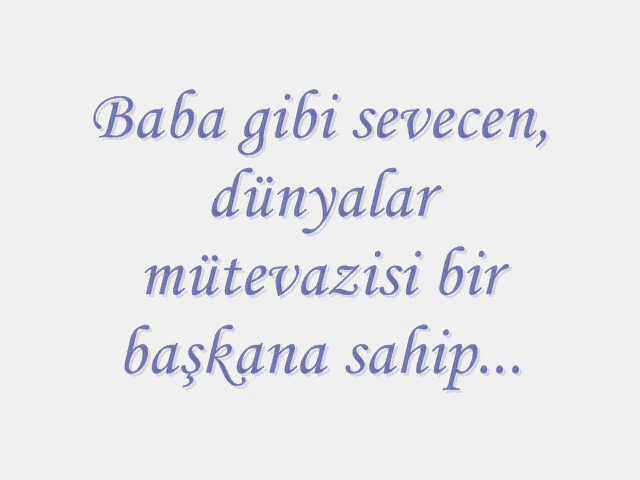 Baba gibi sevecen,
dünyalar
mütevazisi bir
başkana sahip...